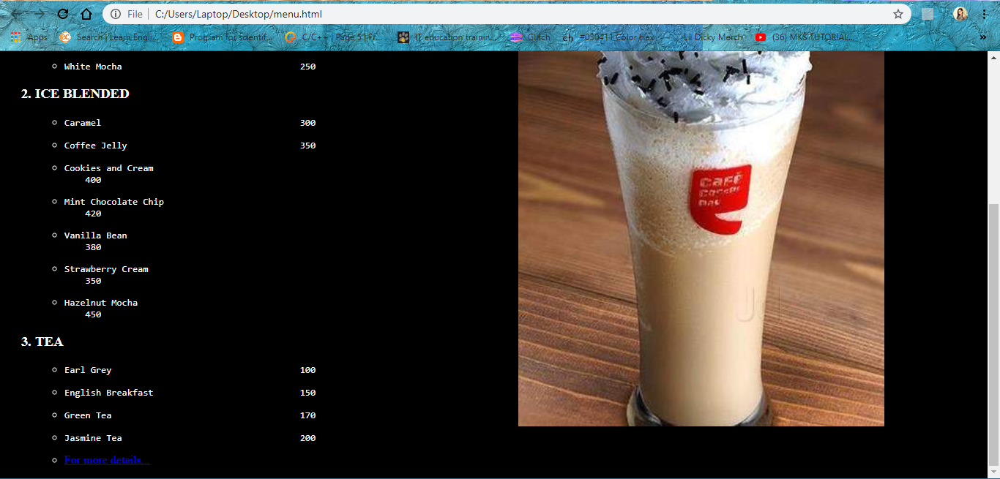 File C:/Users/Laptop/Desktop/menu.html
Apps Search | Learn Engli... Program for scientif... C/C++ | Page 5 | Fr... IT education trainin... Glitch ch #030411 Color Hex Lil Dicky Merch (36) MKS TUTORIAL... »
White Mocha 250
2. ICE BLENDED
Caramel 300
Coffee Jelly 350
Cookies and Cream
400
Mint Chocolate Chip
420
Vanilla Bean
380
Strawberry Cream
350
Hazelnut Mocha
450
3. TEA
Earl Grey 100
English Breakfast 150
Green Tea 170
Jasmine Tea 200
For more details...
Café
Coffee
Day